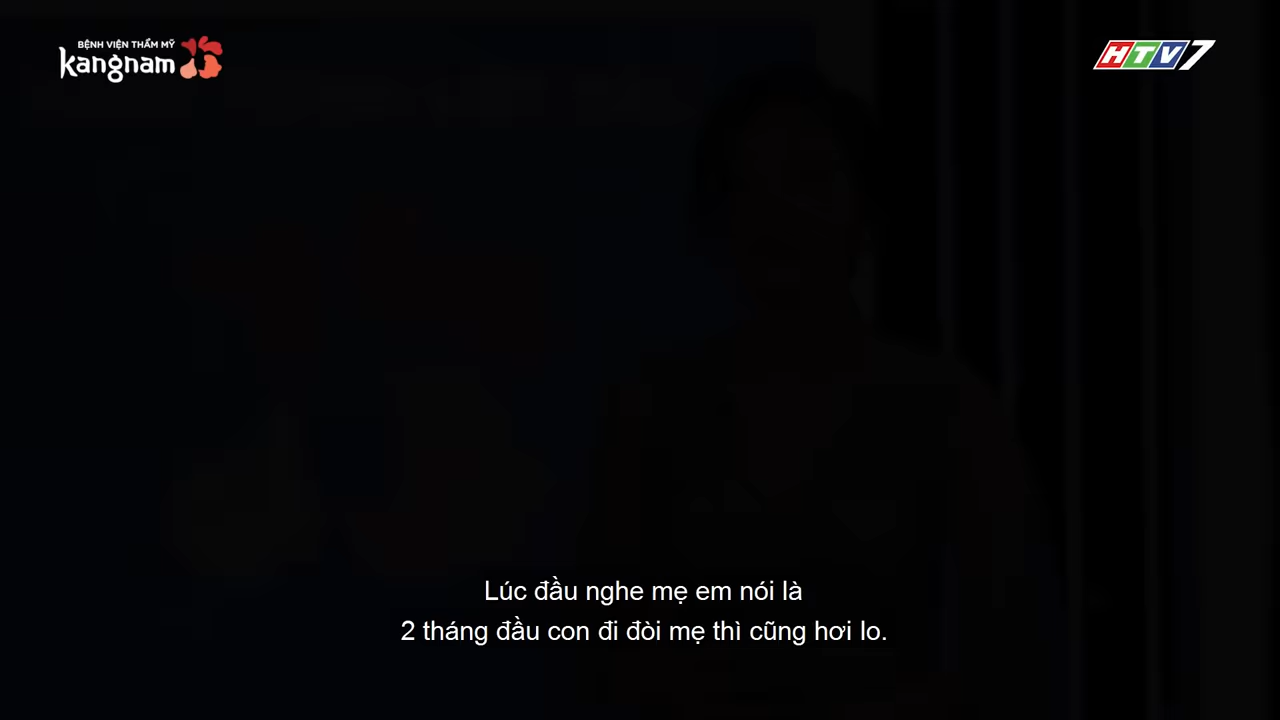 BỆNH VIỆN THẨM MỸ
kangnam
HTV7
Lúc đầu nghe mẹ em nói là
2 tháng đầu con đi đòi mẹ thì cũng hơi lo.